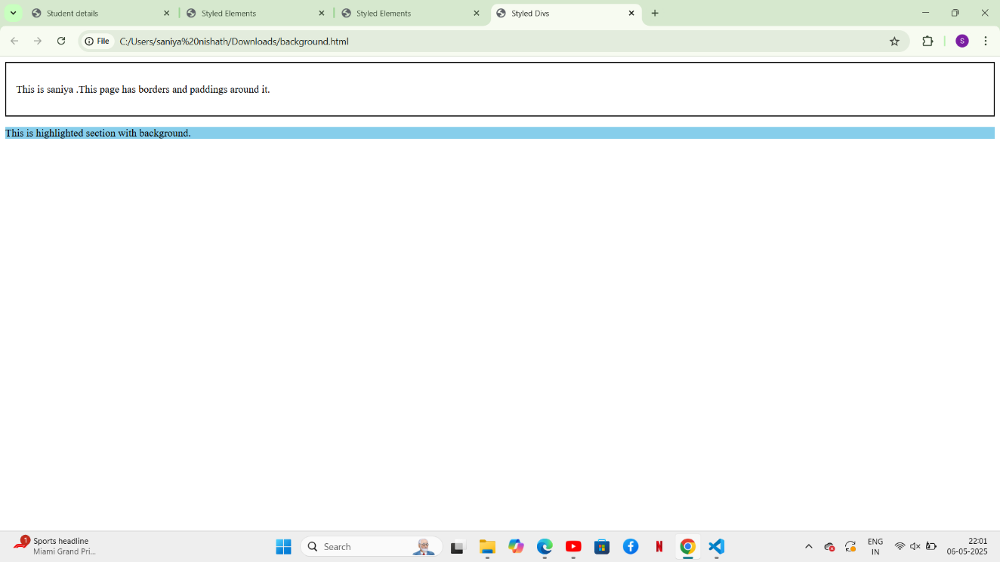 Student details
Styled Elements
Styled Elements
Styled Divs
File
C:/Users/saniya%20nishath/Downloads/background.html
S
This is saniya .This page has borders and paddings around it.
This is highlighted section with background.
1
Sports headline
Miami Grand Pri...
Search
N
ENG
IN
22:01
06-05-2025